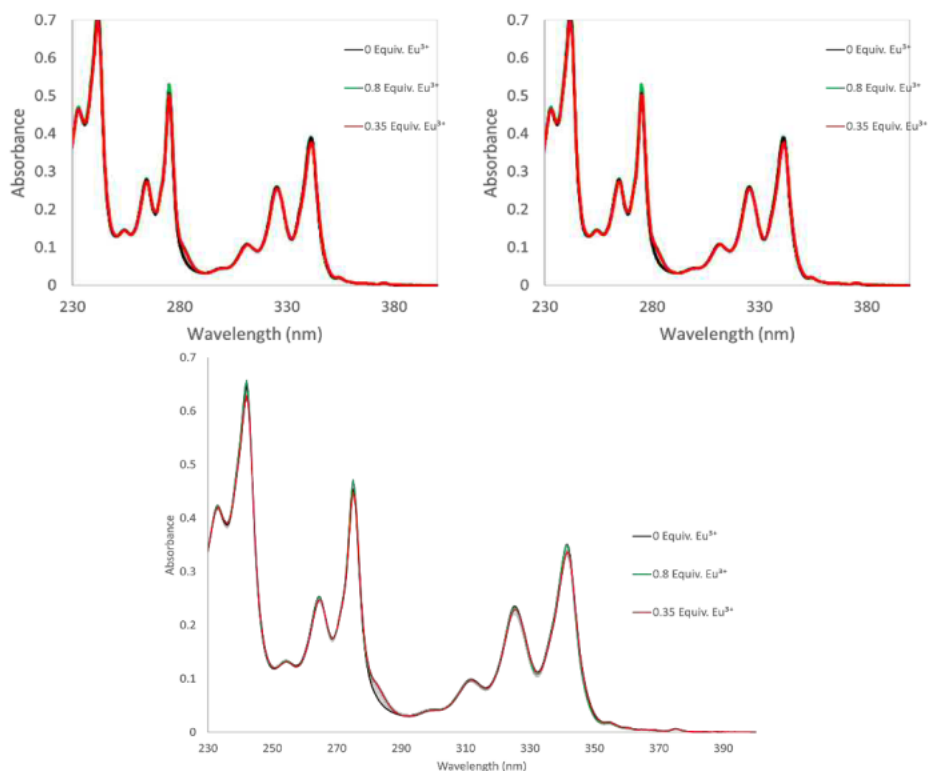 0.7
0.6
0.5
0.4
0.3
0.2
0.1
0
Absorbance
230
280
330
380
Wavelength (nm)
0 Equiv. Eu³⁺
0.8 Equiv. Eu³⁺
0.35 Equiv. Eu³⁺
0.7
0.6
0.5
0.4
0.3
0.2
0.1
0
Absorbance
230
280
330
380
Wavelength (nm)
0 Equiv. Eu³⁺
0.8 Equiv. Eu³⁺
0.35 Equiv. Eu³⁺
0.7
0.6
0.5
0.4
0.3
0.2
0.1
0
Absorbance
230
250
270
290
310
330
350
370
390
Wavelength (nm)
0 Equiv. Eu³⁺
0.8 Equiv. Eu³⁺
0.35 Equiv. Eu³⁺